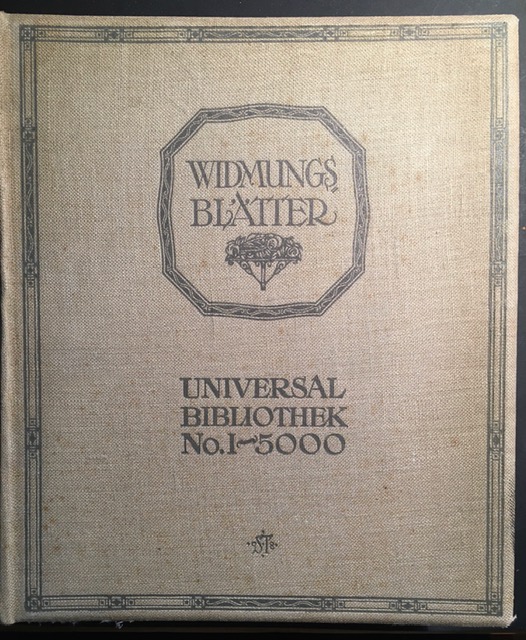 WIDMUNGS
BLÄTTER
UNIVERSAL
BIBLIOTHEK
No. 1–5000